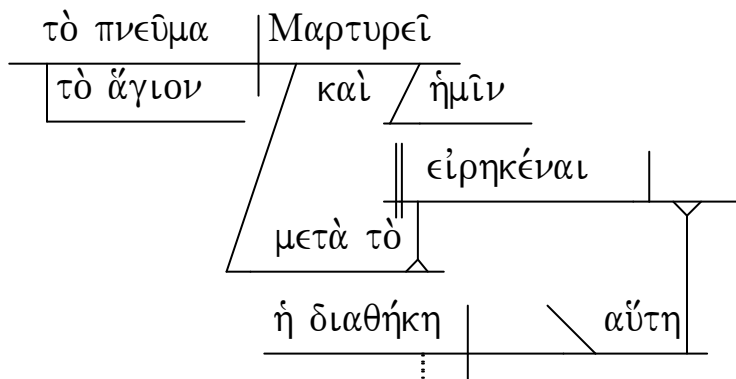 τὸ πνεῦμα Μαρτυρεῖ
τὸ ἅγιον καὶ ἡμῖν
εἰρηκέναι
μετὰ τὸ
ἡ διαθήκη αὕτη